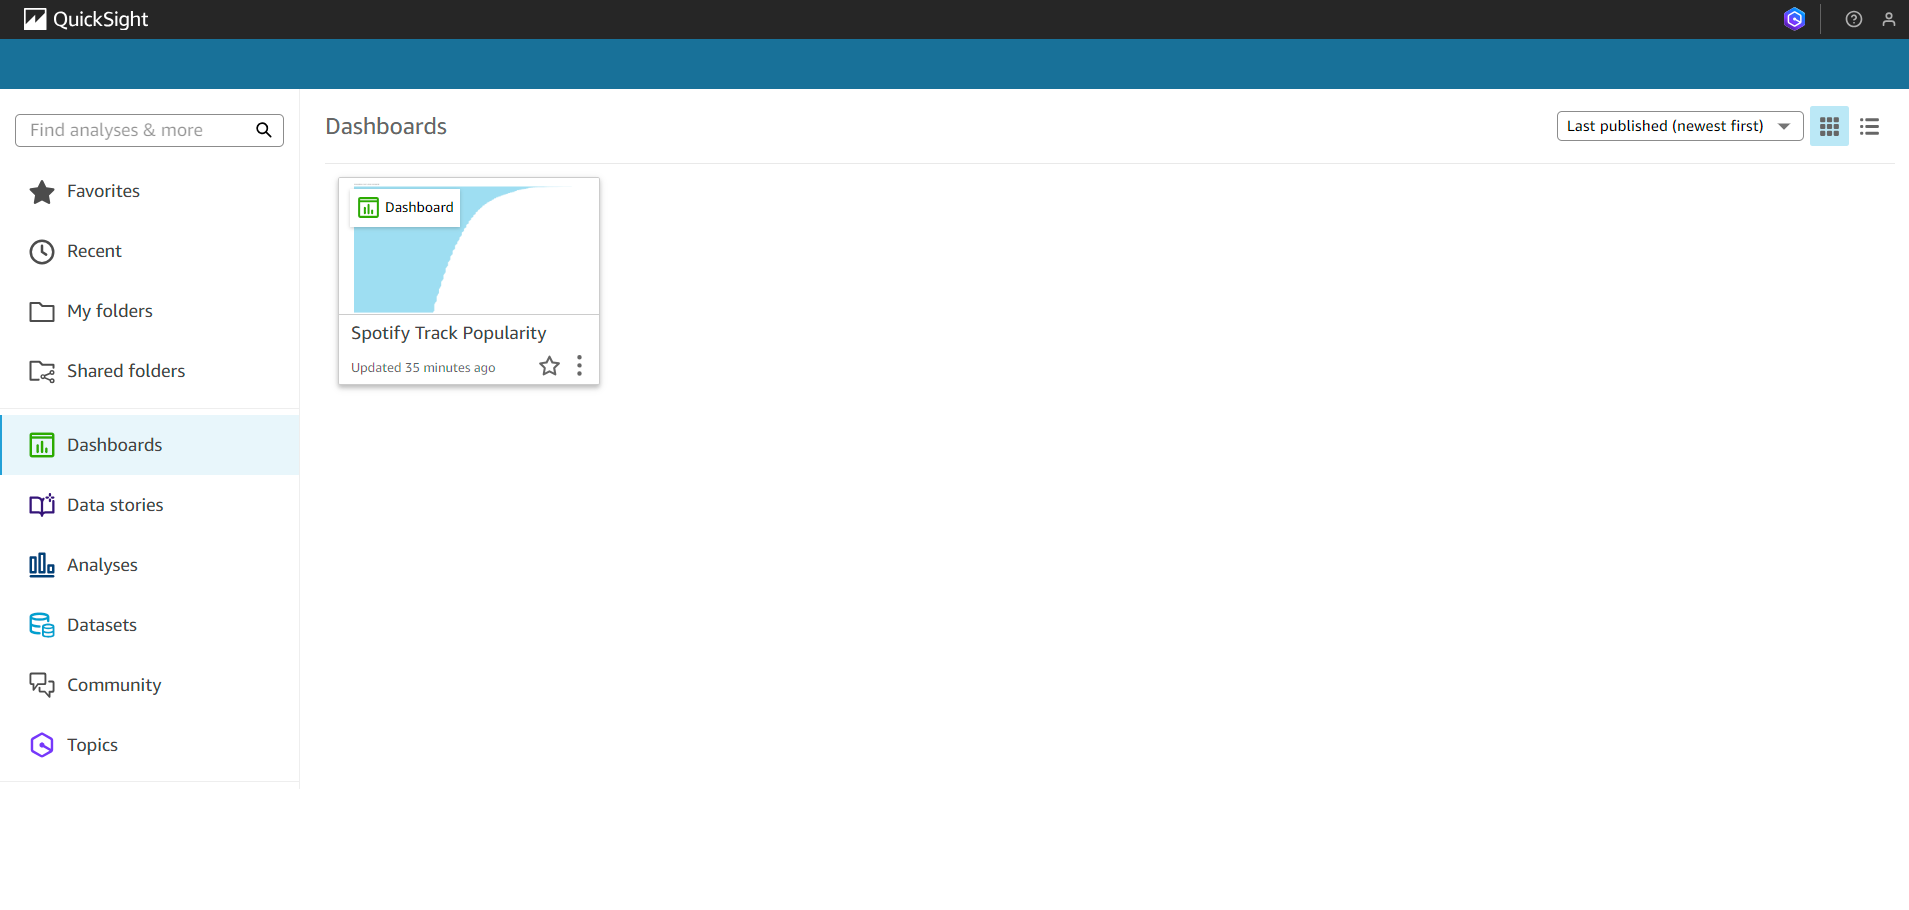 QuickSight
Find analyses & more
Favorites
Recent
My folders
Shared folders
Dashboards
Data stories
Analyses
Datasets
Community
Topics
Dashboards
Last published (newest first)
Dashboard
Spotify Track Popularity
Updated 35 minutes ago